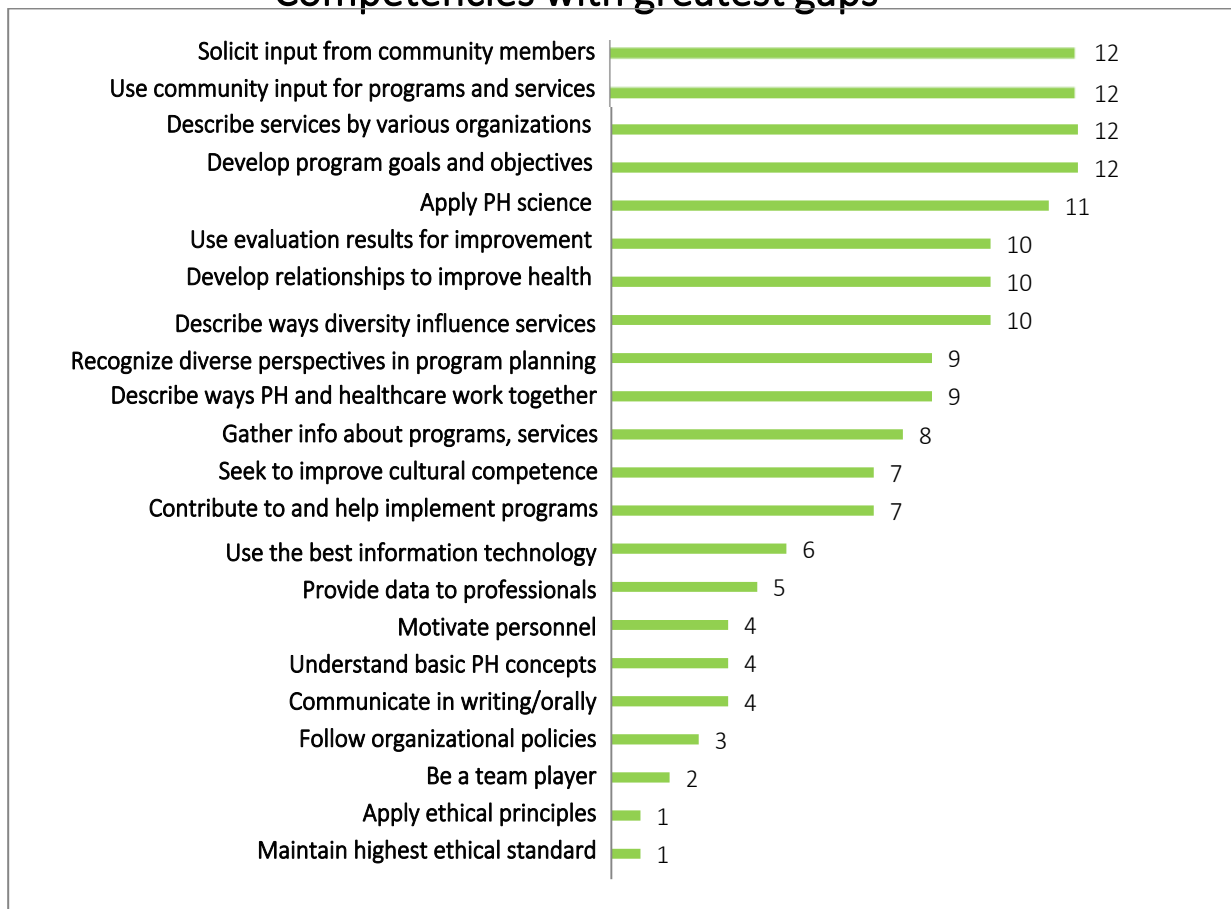 Competencies with greatest gaps
Solicit input from community members 12
Use community input for programs and services 12
Describe services by various organizations 12
Develop program goals and objectives 12
Apply PH science 11
Use evaluation results for improvement 10
Develop relationships to improve health 10
Describe ways diversity influence services 10
Recognize diverse perspectives in program planning 9
Describe ways PH and healthcare work together 9
Gather info about programs, services 8
Seek to improve cultural competence 7
Contribute to and help implement programs 7
Use the best information technology 6
Provide data to professionals 5
Motivate personnel 4
Understand basic PH concepts 4
Communicate in writing/orally 4
Follow organizational policies 3
Be a team player 2
Apply ethical principles 1
Maintain highest ethical standard 1